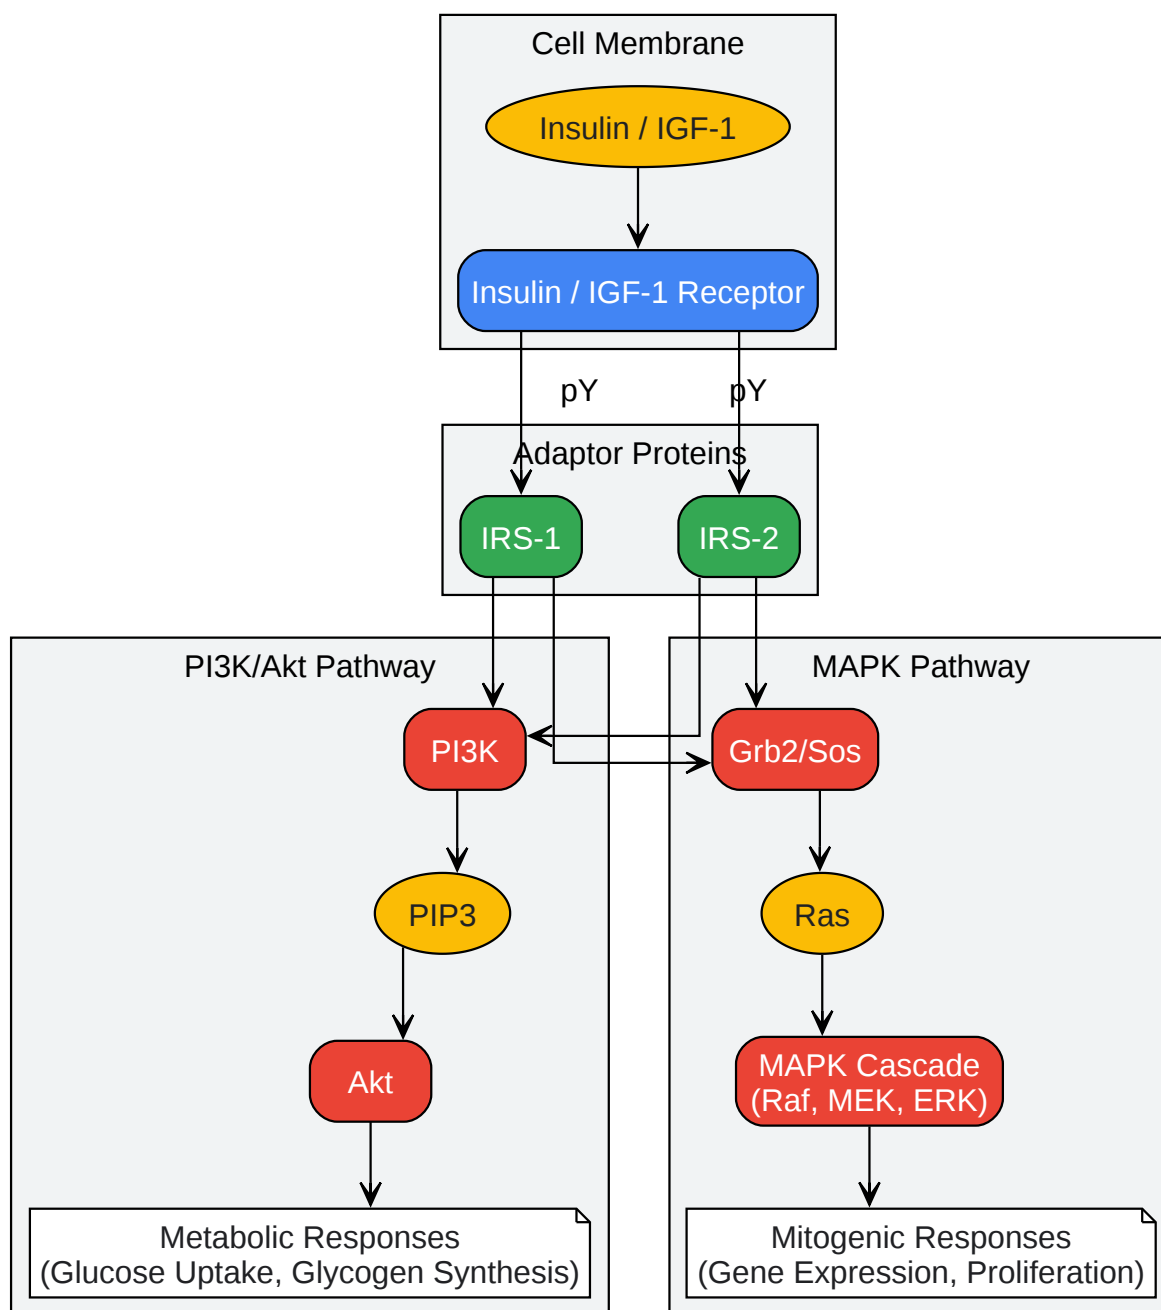 Cell Membrane
Insulin / IGF-1
Insulin / IGF-1 Receptor
pY
pY
Adaptor Proteins
IRS-1
IRS-2
PI3K/Akt Pathway
MAPK Pathway
PI3K
Grb2/Sos
PIP3
Ras
Akt
MAPK Cascade
(Raf, MEK, ERK)
Metabolic Responses
(Glucose Uptake, Glycogen Synthesis)
Mitogenic Responses
(Gene Expression, Proliferation)